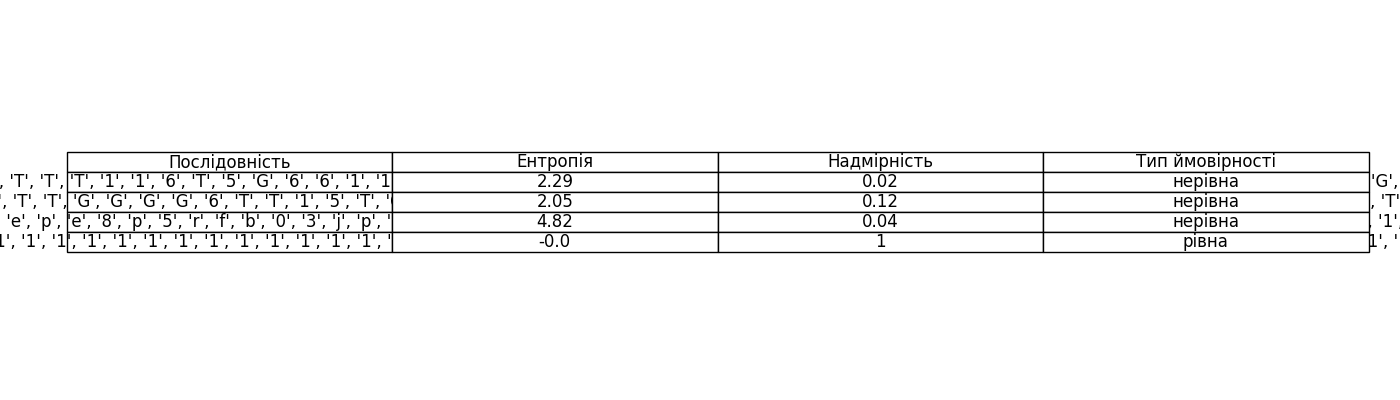 Послідовність Ентропія Надмірність Тип ймовірності
, 'T', 'T', 'T', '1', '1', '6', 'T', '5', 'G', '6', '6', '1', '1 2.29 0.02 нерівна 'G',
, 'T', 'T', 'G', 'G', 'G', 'G', '6', 'T', 'T', '1', '5', 'T', ' 2.05 0.12 нерівна , 'T'
'e', 'p', 'e', '8', 'p', '5', 'r', 'f', 'b', '0', '3', 'j', 'p', ' 4.82 0.04 нерівна , '1',
1', '1', '1', '1', '1', '1', '1', '1', '1', '1', '1', '1', '1', ' -0.0 1 рівна 1', '